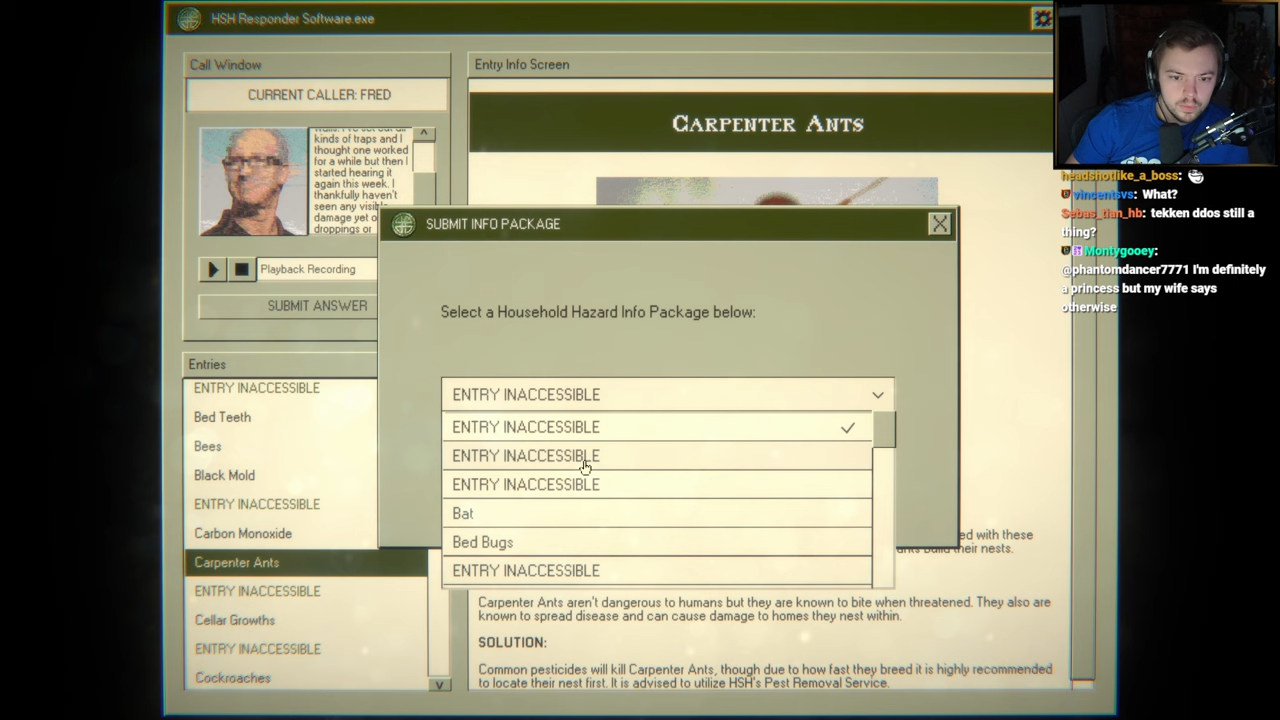 HSH Responder Software.exe
Call Window
CURRENT CALLER: FRED
kinds of traps and I
thought one worked
for a while but then I
started hearing it
again this week. I
thankfully haven't
seen any visible
damage yet o
droppings or
Playback Recording
SUBMIT ANSWER
Entries
ENTRY INACCESSIBLE
Bed Teeth
Bees
Black Mold
ENTRY INACCESSIBLE
Carbon Monoxide
Carpenter Ants
ENTRY INACCESSIBLE
Cellar Growths
ENTRY INACCESSIBLE
Cockroaches
Entry Info Screen
CARPENTER ANTS
SUBMIT INFO PACKAGE
Select a Household Hazard Info Package below:
ENTRY INACCESSIBLE
ENTRY INACCESSIBLE
ENTRY INACCESSIBLE
ENTRY INACCESSIBLE
Bat
Bed Bugs
ENTRY INACCESSIBLE
ed with these
their nests.
Carpenter Ants aren't dangerous to humans but they are known to bite when threatened. They also are
known to spread disease and can cause damage to homes they nest within.
SOLUTION:
Common pesticides will kill Carpenter Ants, though due to how fast they breed it is highly recommended
to locate their nest first. It is advised to utilize HSH's Pest Removal Service.
headshotlike_a_boss:
vincentsvs: What?
Sebas_tian_hb: tekken ddos still a
thing?
Montygooey:
@phantomdancer7771 I'm definitely
a princess but my wife says
otherwise